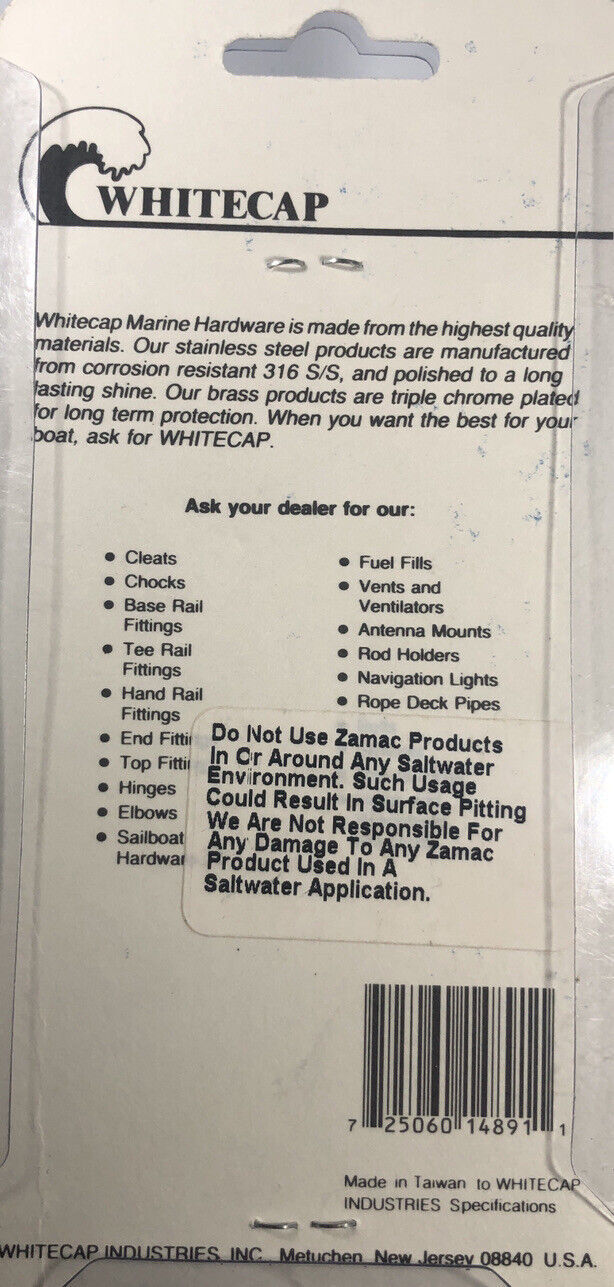 WHITECAP
Whitecap Marine Hardware is made from the highest quality
materials. Our stainless steel products are manufactured
from corrosion resistant 316 S/S, and polished to a long
lasting shine. Our brass products are triple chrome plated
for long term protection. When you want the best for your
boat, ask for WHITECAP.
Ask your dealer for our:
• Cleats
• Chocks
• Base Rail
Fittings
• Tee Rail
Fittings
• Hand Rail
Fittings
• End Fitti
• Top Fitti
• Hinges
• Elbows
• Sailboat
Hardwar
• Fuel Fills
• Vents and
Ventilators
• Antenna Mounts
• Rod Holders
• Navigation Lights
• Rope Deck Pipes
Do Not Use Zamac Products
In Or Around Any Saltwater
Environment. Such Usage
Could Result In Surface Pitting
We Are Not Responsible For
Any Damage To Any Zamac
Product Used In A
Saltwater Application.
7 25060 14891 1
Made in Taiwan to WHITECAP
INDUSTRIES Specifications
WHITECAP INDUSTRIES, INC. Metuchen, New Jersey 08840 U.S.A.